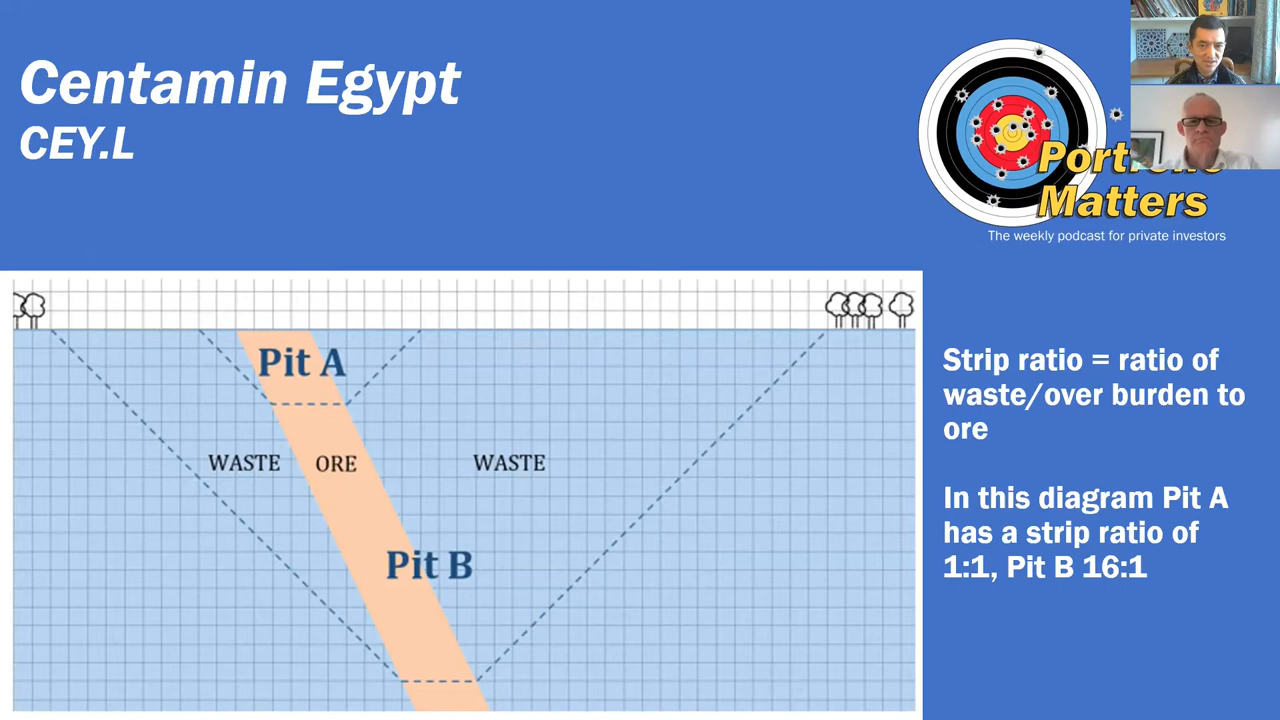 Centamin Egypt
CEY.L
Matters
The weekly podcast for private investors
Pit A
WASTE
ORE
WASTE
Pit B
Strip ratio = ratio of
waste/over burden to
ore
In this diagram Pit A
has a strip ratio of
1:1, Pit B 16:1